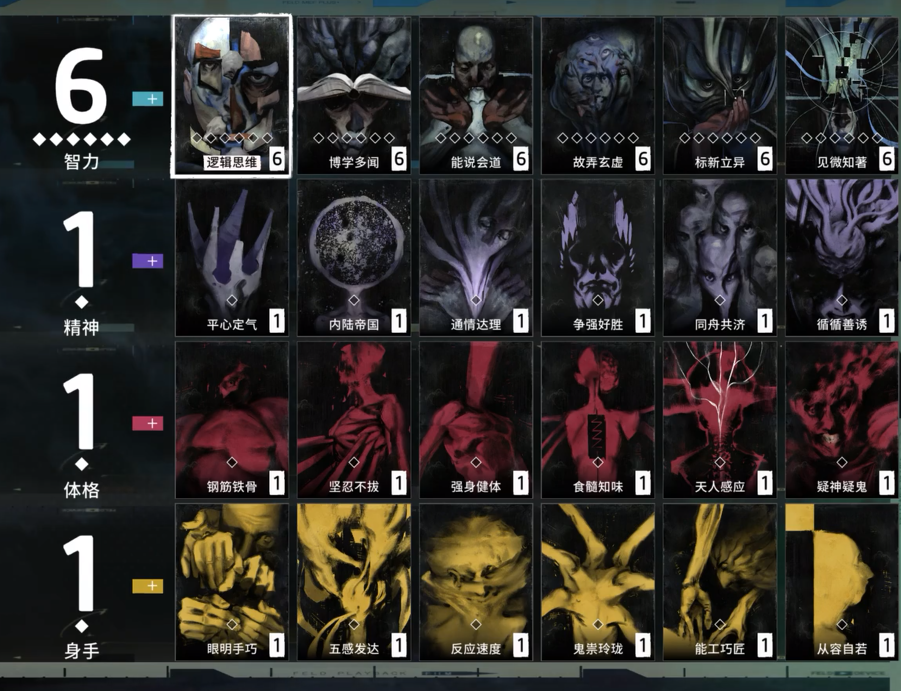 6
智力
+
逻辑思维 6
博学多闻 6
能说会道 6
故弄玄虚 6
标新立异 6
见微知著 6
1
精神
+
平心定气 1
内陆帝国 1
通情达理 1
争强好胜 1
同舟共济 1
循循善诱 1
1
体格
+
钢筋铁骨 1
坚忍不拔 1
强身健体 1
食髓知味 1
天人感应 1
疑神疑鬼 1
1
身手
+
眼明手巧 1
五感发达 1
反应速度 1
鬼祟玲珑 1
能工巧匠 1
从容自若 1